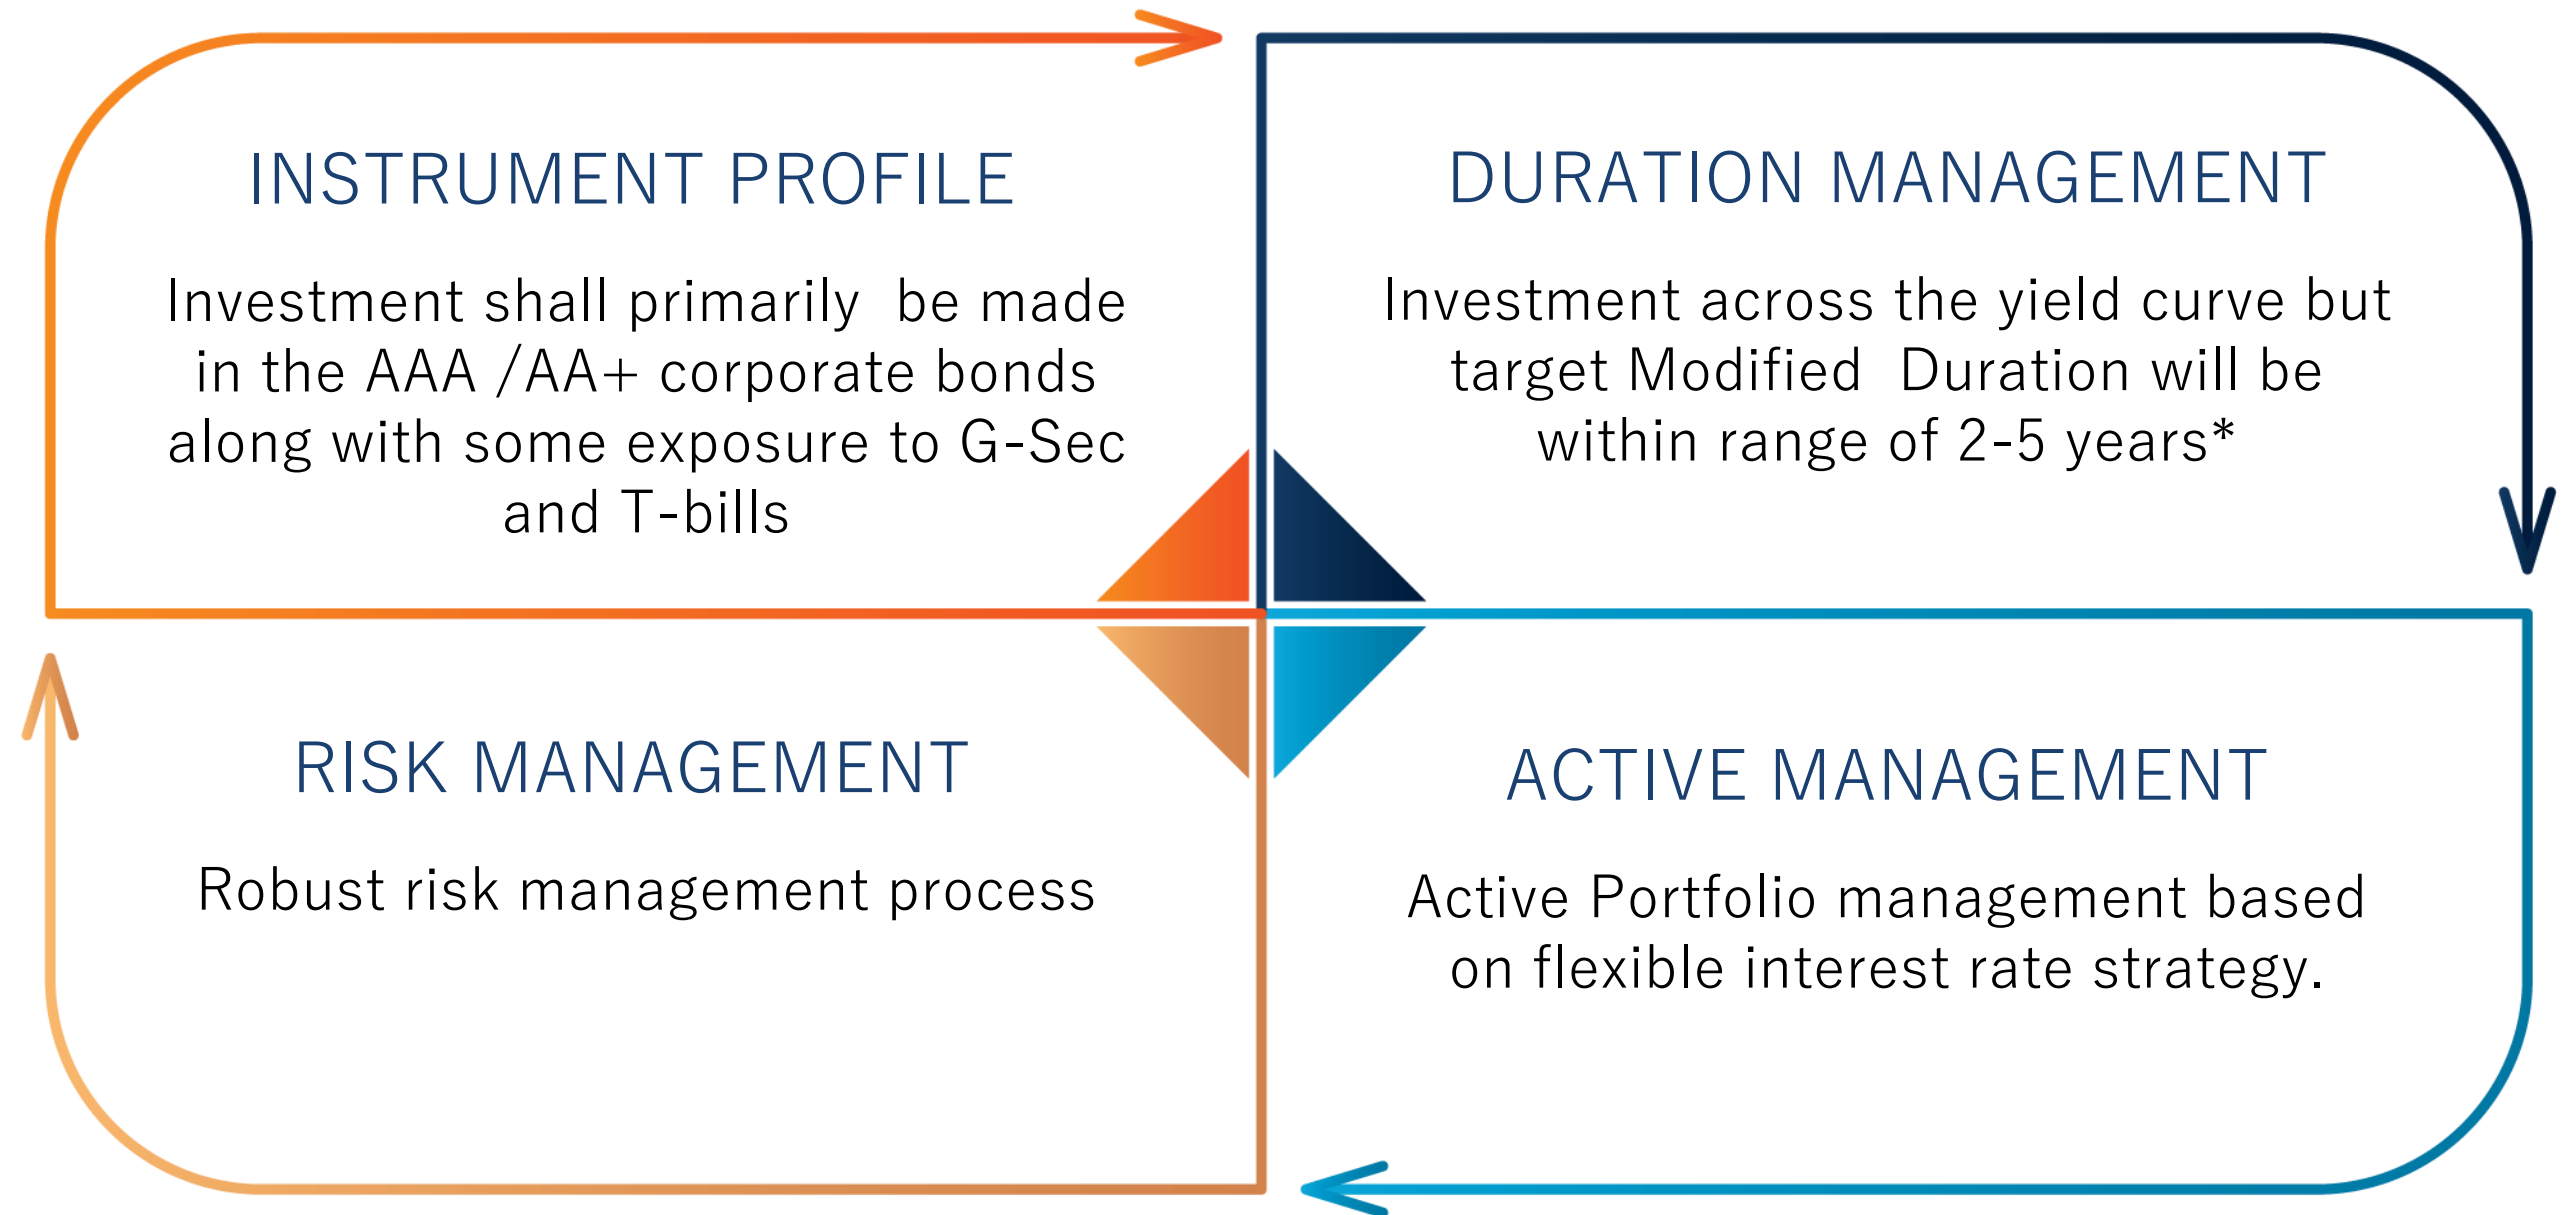 INSTRUMENT PROFILE
Investment shall primarily  be made
in the AAA /AA+ corporate bonds
along with some exposure to G-Sec
and T-bills
DURATION MANAGEMENT
Investment across the yield curve but
target Modified  Duration will be
within range of 2-5 years*
RISK MANAGEMENT
Robust risk management process
ACTIVE MANAGEMENT
Active Portfolio management based
on flexible interest rate strategy.